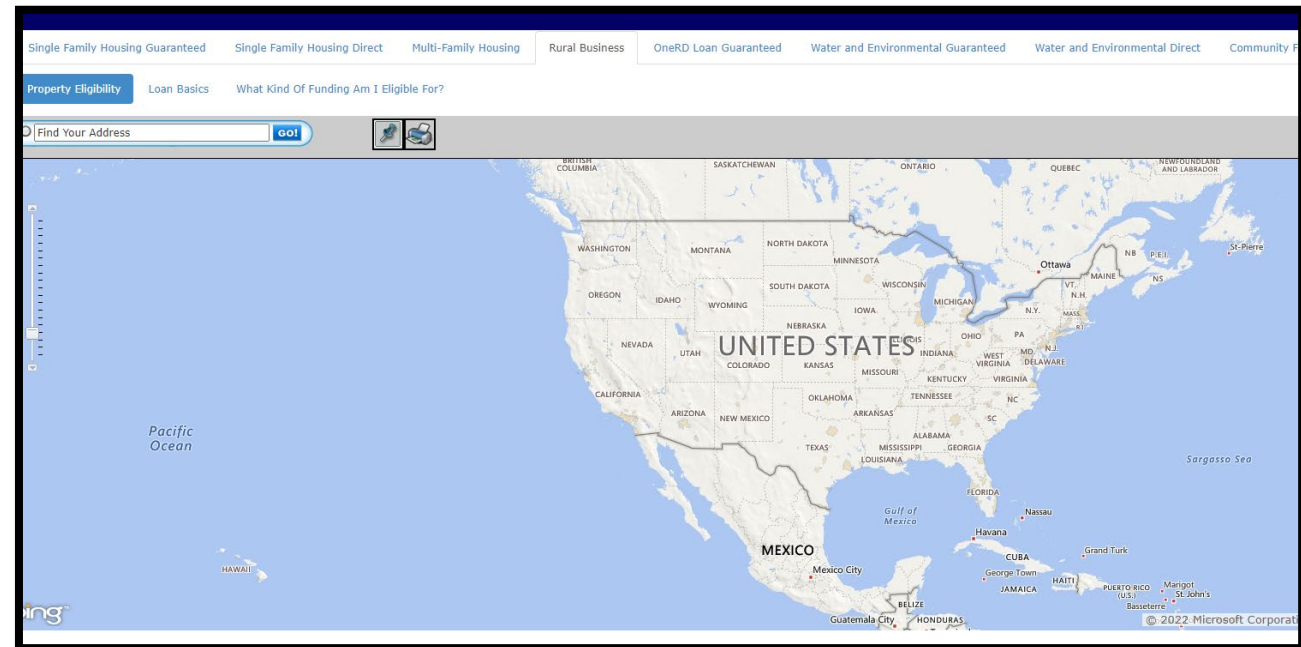 Single Family Housing Guaranteed Single Family Housing Direct Multi-Family Housing Rural Business OneRD Loan Guaranteed Water and Environmental Guaranteed Water and Environmental Direct Community F
Property Eligibility Loan Basics What Kind Of Funding Am I Eligible For?
Find Your Address GO!
BRITISH COLUMBIA SASKATCHEWAN ONTARIO QUEBEC NEWFOUNDLAND AND LABRADOR
WASHINGTON MONTANA NORTH DAKOTA MINNESOTA Ottawa MAINE NB P.E.I. NS St-Pierre
OREGON IDAHO WYOMING SOUTH DAKOTA WISCONSIN MICHIGAN VT. N.H.
IOWA N.Y. MASS. R.I.
NEBRASKA ILLINOIS OHIO PA
NEVADA UTAH UNITED STATES INDIANA WEST VIRGINIA MD. N.J. DELAWARE
COLORADO KANSAS MISSOURI KENTUCKY VIRGINIA
CALIFORNIA OKLAHOMA TENNESSEE NC
ARIZONA NEW MEXICO ARKANSAS SC
Pacific Ocean ALABAMA
TEXAS MISSISSIPPI GEORGIA
LOUISIANA Sargasso Sea
FLORIDA
Gulf of Mexico Nassau
Havana
MEXICO CUBA Grand Turk
HAWAII Mexico City George Town HAITI PUERTO RICO (U.S.) Marigot
JAMAICA St. John's
BELIZE Basseterre
ing Guatemala City HONDURAS © 2022 Microsoft Corporati